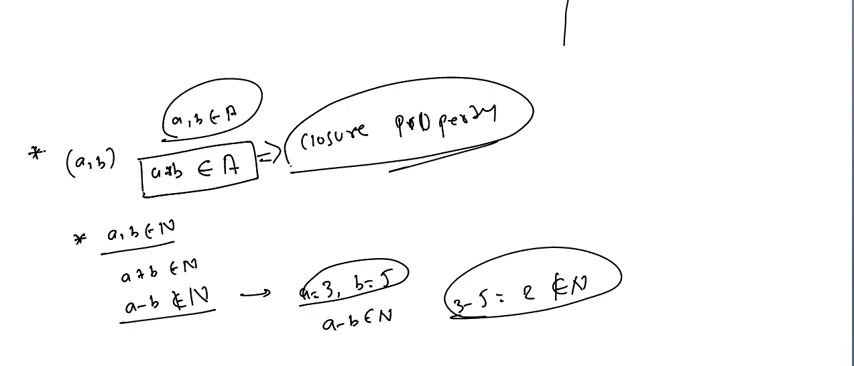 a, b ∈ A
* (a, b) a*b ∈ A => Closure Property
* a, b ∈ N
a+b ∈ N
a-b ∉ N → a=3, b=5 3-5 = 2 ∉ N
a-b ∈ N